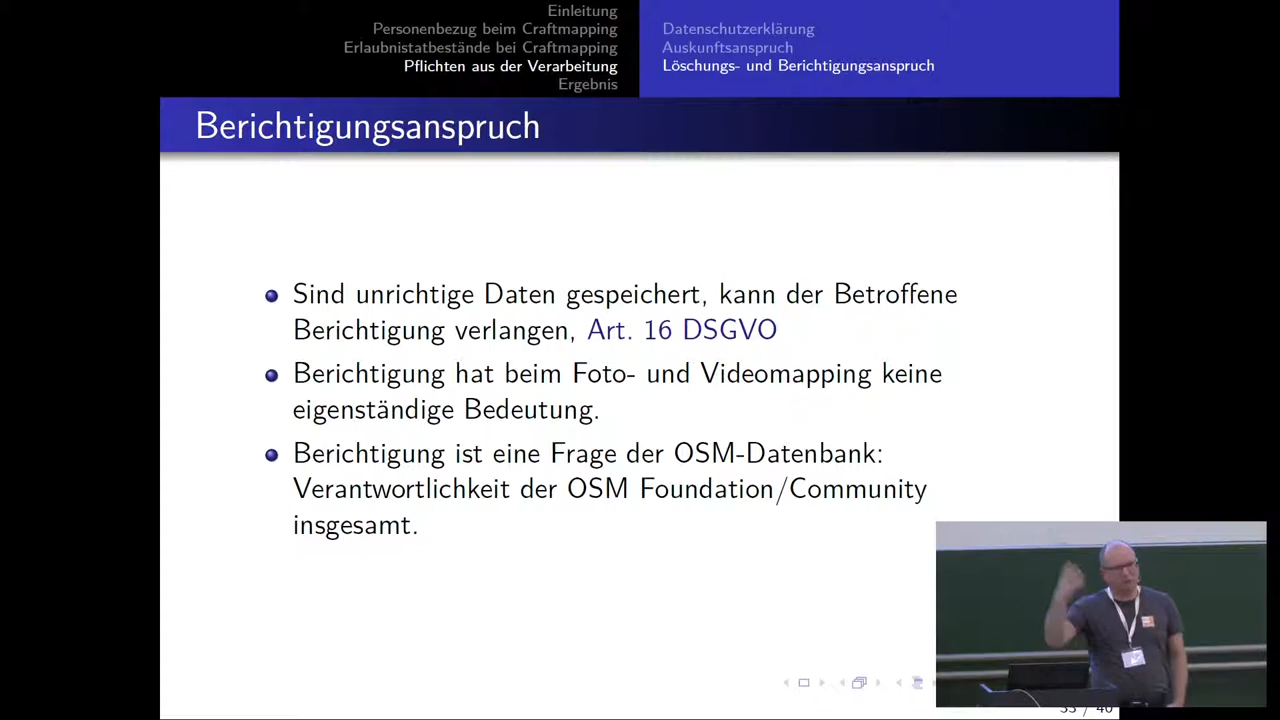 Einleitung
Personenbezug beim Craftmapping
Erlaubnistatbestände bei Craftmapping
Pflichten aus der Verarbeitung
Ergebnis
Datenschutzerklärung
Auskunftsanspruch
Löschungs- und Berichtigungsanspruch
Berichtigungsanspruch
Sind unrichtige Daten gespeichert, kann der Betroffene
Berichtigung verlangen, Art. 16 DSGVO
Berichtigung hat beim Foto- und Videomapping keine
eigenständige Bedeutung.
Berichtigung ist eine Frage der OSM-Datenbank:
Verantwortlichkeit der OSM Foundation/Community
insgesamt.